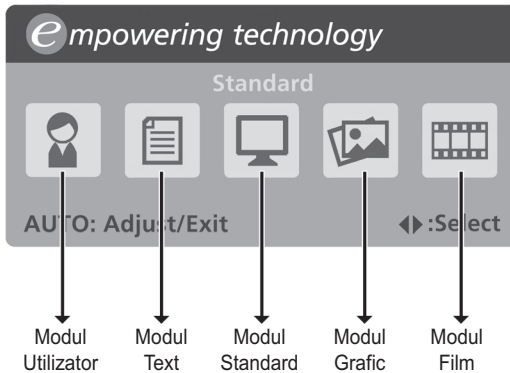 empowering technology
Standard
AUTO: Adjust/Exit ◀▶:Select
Modul Utilizator
Modul Text
Modul Standard
Modul Grafic
Modul Film